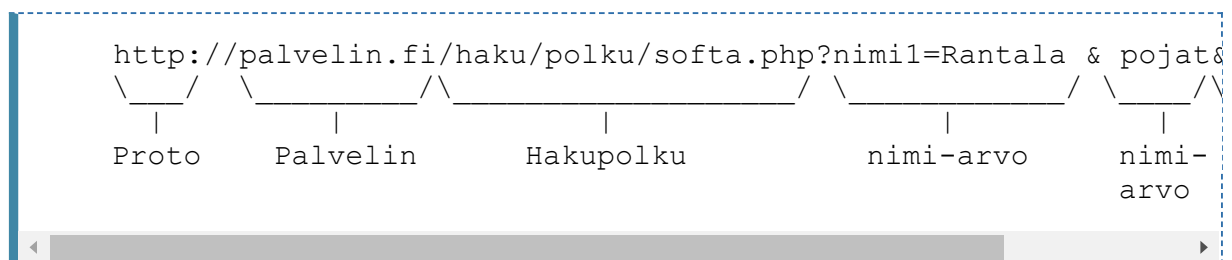 http://palvelin.fi/haku/polku/softa.php?nimi1=Rantala & pojat&
\___/  \__________/\____________________/ \____________/ \____/\
|          |                |                    |            |
Proto    Palvelin      Hakupolku          nimi-arvo     nimi-
arvo